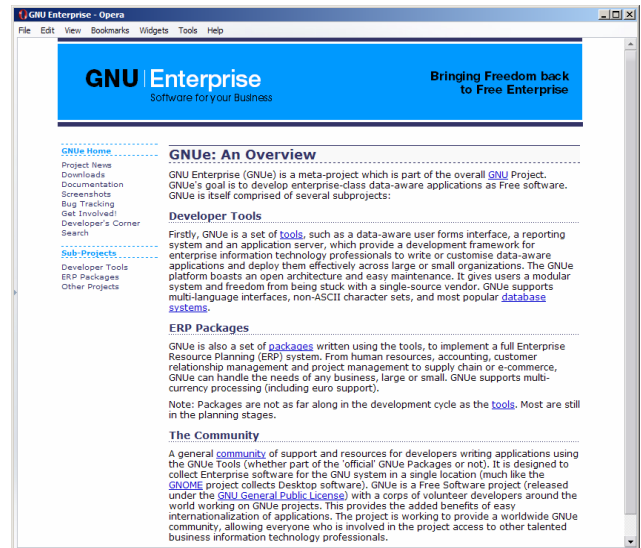 GNU Enterprise - Opera
File Edit View Bookmarks Widgets Tools Help
GNU Enterprise
Software for your Business
Bringing Freedom back
to Free Enterprise
GNUe Home
Project News
Downloads
Documentation
Screenshots
Bug Tracking
Get Involved!
Developer's Corner
Search
Sub-Projects
Developer Tools
ERP Packages
Other Projects
GNUe: An Overview
GNU Enterprise (GNUe) is a meta-project which is part of the overall GNU Project.
GNUe's goal is to develop enterprise-class data-aware applications as Free software.
GNUe is itself comprised of several subprojects:
Developer Tools
Firstly, GNUe is a set of tools, such as a data-aware user forms interface, a reporting
system and an application server, which provide a development framework for
enterprise information technology professionals to write or customise data-aware
applications and deploy them effectively across large or small organizations. The GNUe
platform boasts an open architecture and easy maintenance. It gives users a modular
system and freedom from being stuck with a single-source vendor. GNUe supports
multi-language interfaces, non-ASCII character sets, and most popular database
systems.
ERP Packages
GNUe is also a set of packages written using the tools, to implement a full Enterprise
Resource Planning (ERP) system. From human resources, accounting, customer
relationship management and project management to supply chain or e-commerce,
GNUe can handle the needs of any business, large or small. GNUe supports multi-
currency processing (including euro support).
Note: Packages are not as far along in the development cycle as the tools. Most are still
in the planning stages.
The Community
A general community of support and resources for developers writing applications using
the GNUe Tools (whether part of the 'official' GNUe Packages or not). It is designed to
collect Enterprise software for the GNU system in a single location (much like the
GNOME project collects Desktop software). GNUe is a Free Software project (released
under the GNU General Public License) with a corps of volunteer developers around the
world working on GNUe projects. This provides the added benefits of easy
internationalization of applications. The project is working to provide a worldwide GNUe
community, allowing everyone who is involved in the project access to other talented
business information technology professionals.